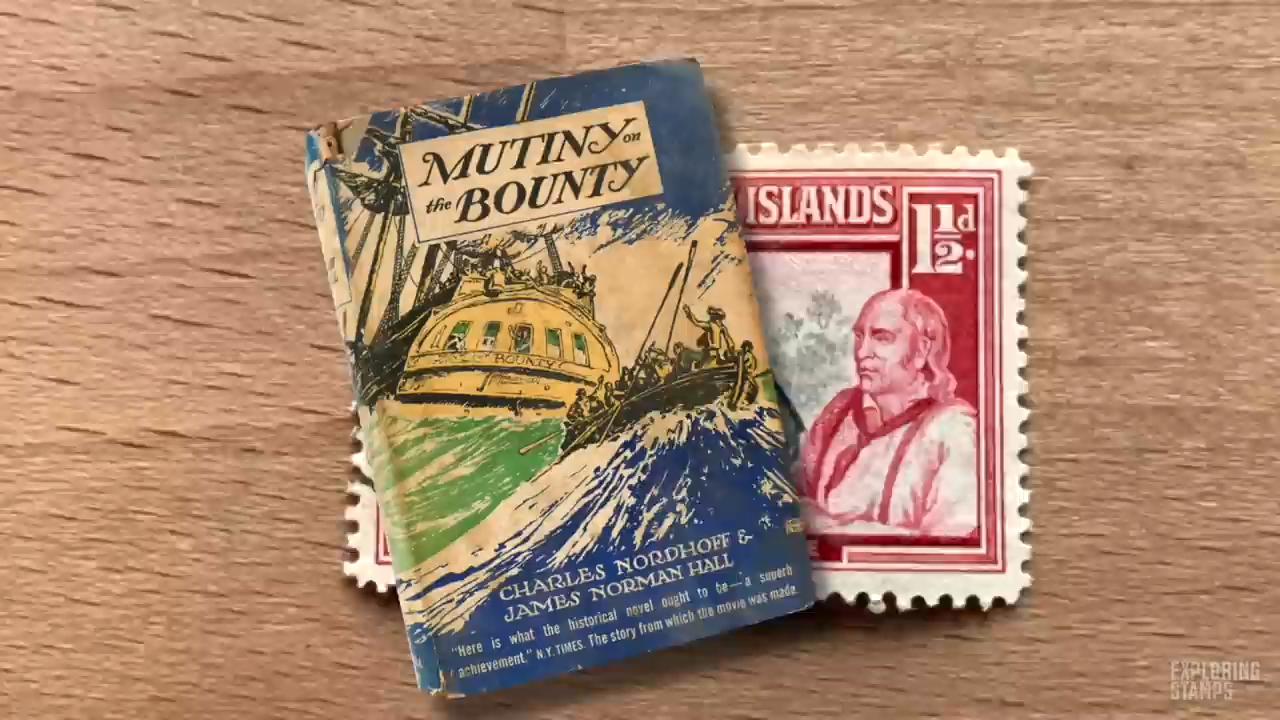 MUTINY on
the BOUNTY
BOUNTY
CHARLES NORDHOFF &
JAMES NORMAN HALL
"Here is what the historical novel ought to be—a superb
achievement." N.Y. TIMES. The story from which the movie was made.
ISLANDS
1½d.
EXPLORING
STAMPS